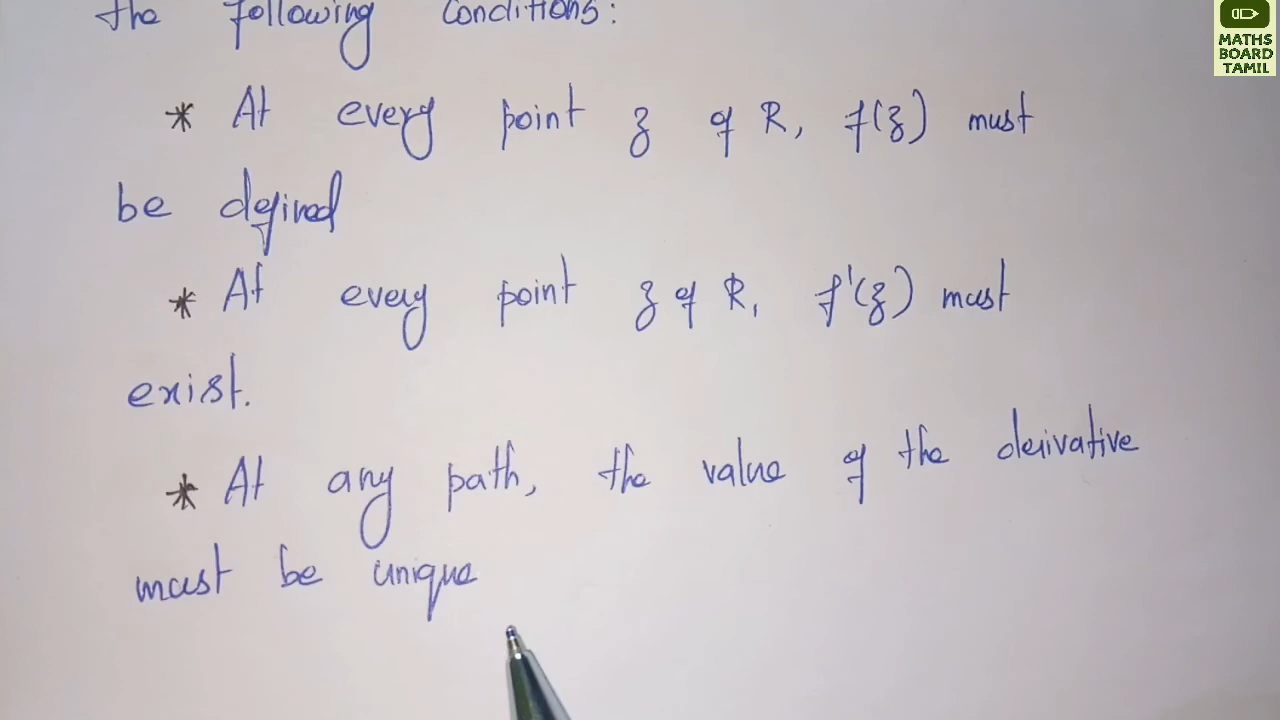 the following conditions:
MATHS
BOARD
TAMIL
* At every point z of R, f(z) must
be defined
* At every point z of R, f'(z) must
exist.
* At any path, the value of the derivative
must be unique